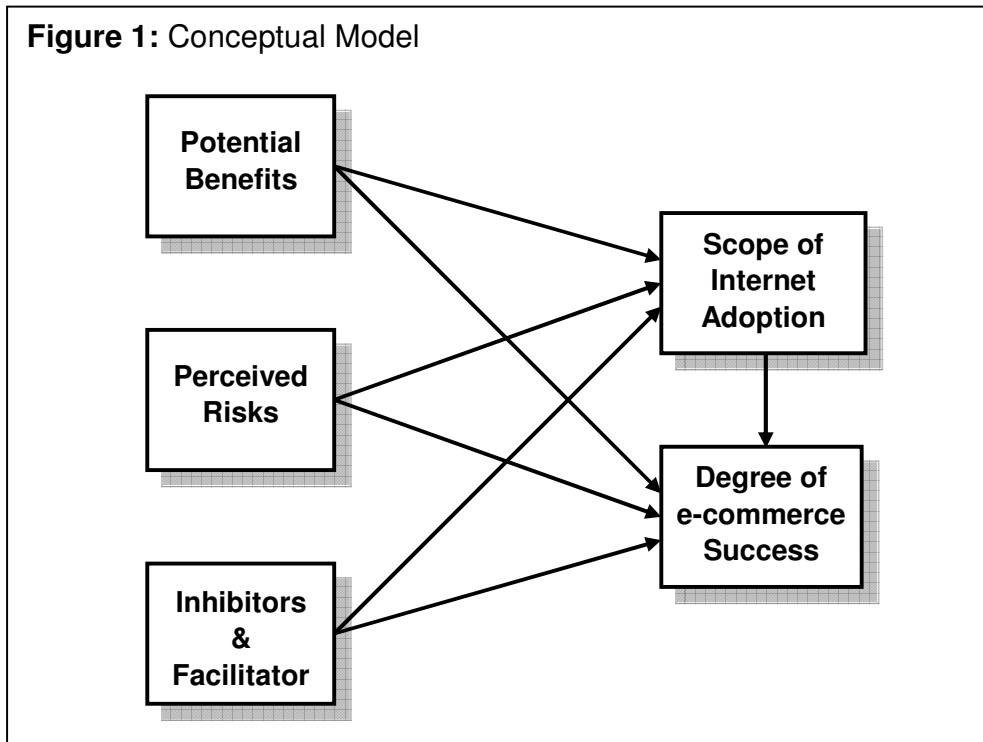 Figure 1: Conceptual Model
Potential
Benefits
Perceived
Risks
Inhibitors
&
Facilitator
Scope of
Internet
Adoption
Degree of
e-commerce
Success